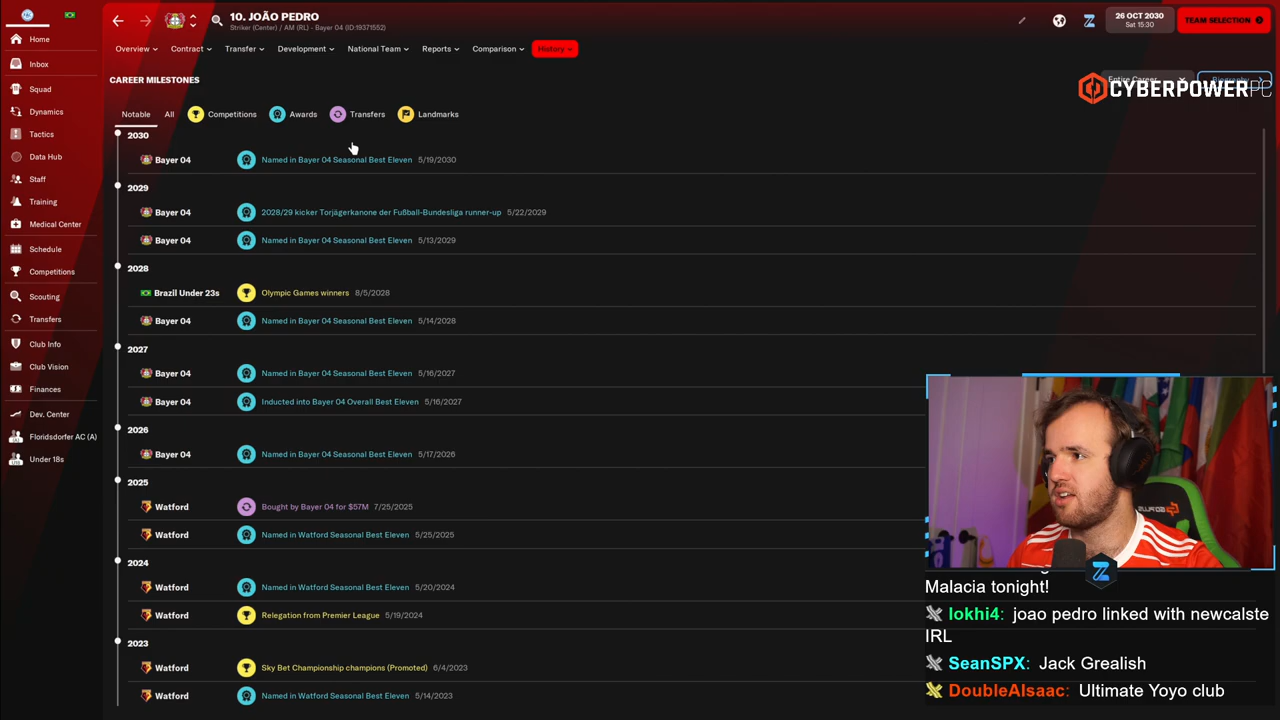 10. JOÃO PEDRO
Striker (Center) / AM (RL) - Bayer 04 (ID:19371552)
26 OCT 2030
Sat 15:30
TEAM SELECTION
Home
Inbox
Squad
Dynamics
Tactics
Data Hub
Staff
Training
Medical Center
Schedule
Competitions
Scouting
Transfers
Club Info
Club Vision
Finances
Dev. Center
Floridsdorfer AC (A)
Under 18s
Overview
Contract
Transfer
Development
National Team
Reports
Comparison
History
CAREER MILESTONES
Entire Career
CYBERPOWERPC
Notable
All
Competitions
Awards
Transfers
Landmarks
2030
Bayer 04 Named in Bayer 04 Seasonal Best Eleven 5/19/2030
2029
Bayer 04 2028/29 kicker Torjägerkanone der Fußball-Bundesliga runner-up 5/22/2029
Bayer 04 Named in Bayer 04 Seasonal Best Eleven 5/13/2029
2028
Brazil Under 23s Olympic Games winners 8/5/2028
Bayer 04 Named in Bayer 04 Seasonal Best Eleven 5/14/2028
2027
Bayer 04 Named in Bayer 04 Seasonal Best Eleven 5/16/2027
Bayer 04 Inducted into Bayer 04 Overall Best Eleven 5/16/2027
2026
Bayer 04 Named in Bayer 04 Seasonal Best Eleven 5/17/2026
2025
Watford Bought by Bayer 04 for $57M 7/25/2025
Watford Named in Watford Seasonal Best Eleven 5/25/2025
2024
Watford Named in Watford Seasonal Best Eleven 5/20/2024
Watford Relegation from Premier League 5/19/2024
2023
Watford Sky Bet Championship champions (Promoted) 6/4/2023
Watford Named in Watford Seasonal Best Eleven 5/14/2023
Malacia tonight!
lokhi4: joao pedro linked with newcalste
IRL
SeanSPX: Jack Grealish
DoubleAIsaac: Ultimate Yoyo club